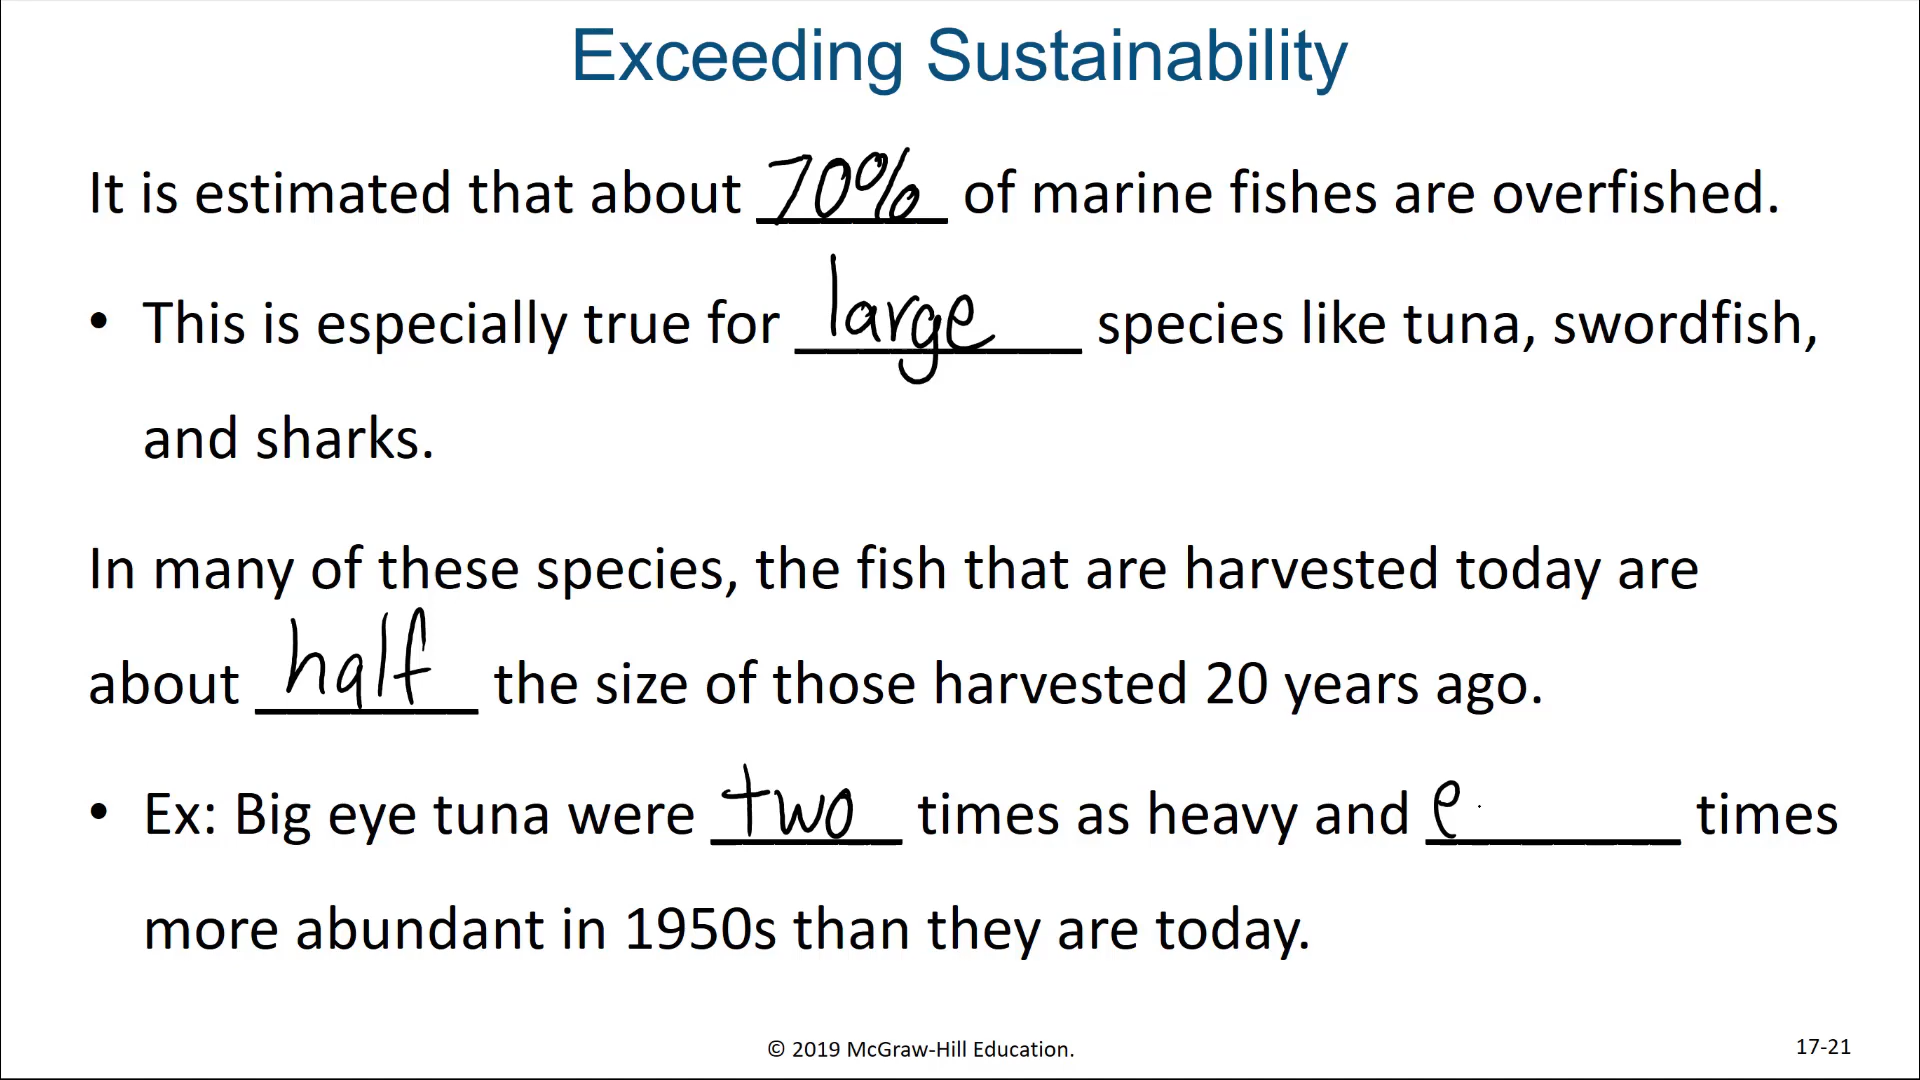 Exceeding Sustainability
It is estimated that about 70% of marine fishes are overfished.
• This is especially true for large species like tuna, swordfish,
and sharks.
In many of these species, the fish that are harvested today are
about half the size of those harvested 20 years ago.
• Ex: Big eye tuna were two times as heavy and e times
more abundant in 1950s than they are today.
© 2019 McGraw-Hill Education.
17-21